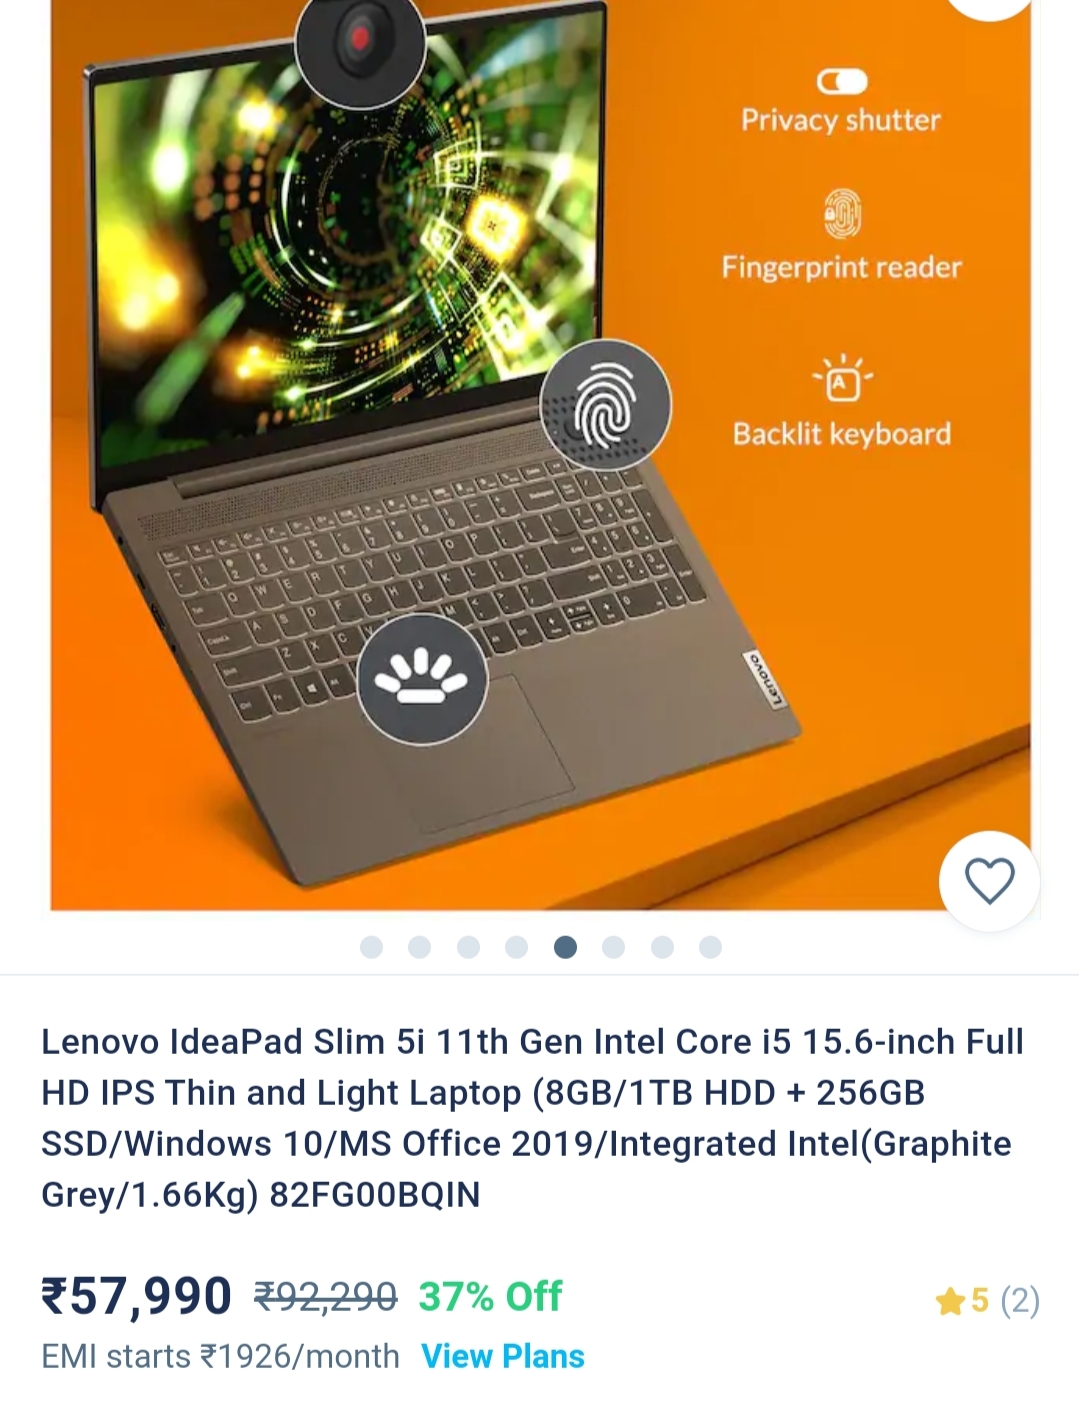 Privacy shutter
Fingerprint reader
A
Backlit keyboard
Lenovo
Lenovo IdeaPad Slim 5i 11th Gen Intel Core i5 15.6-inch Full
HD IPS Thin and Light Laptop (8GB/1TB HDD + 256GB
SSD/Windows 10/MS Office 2019/Integrated Intel(Graphite
Grey/1.66Kg) 82FG00BQIN
₹57,990 ₹92,290 37% Off 5 (2)
EMI starts ₹1926/month View Plans